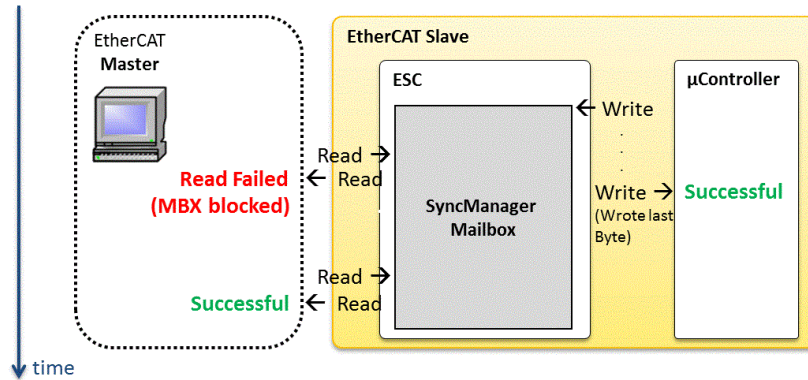 EtherCAT
Master
EtherCAT Slave
ESC
µController
← Write
.
.
.
Read →
← Read
Read Failed
(MBX blocked)
SyncManager
Mailbox
Write →
(Wrote last
Byte)
Successful
Read →
← Read
Successful
time